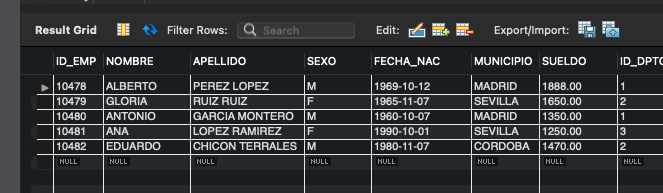 Result Grid Filter Rows: Search Edit: Export/Import:
ID_EMP NOMBRE APELLIDO SEXO FECHA_NAC MUNICIPIO SUELDO ID_DPTO
10478 ALBERTO PEREZ LOPEZ M 1969-10-12 MADRID 1888.00 1
10479 GLORIA RUIZ RUIZ F 1965-11-07 SEVILLA 1650.00 2
10480 ANTONIO GARCIA MONTERO M 1960-10-07 MADRID 1350.00 1
10481 ANA LOPEZ RAMIREZ F 1990-10-01 SEVILLA 1250.00 3
10482 EDUARDO CHICON TERRALES M 1980-11-07 CORDOBA 1470.00 2
NULL NULL NULL NULL NULL NULL NULL NULL